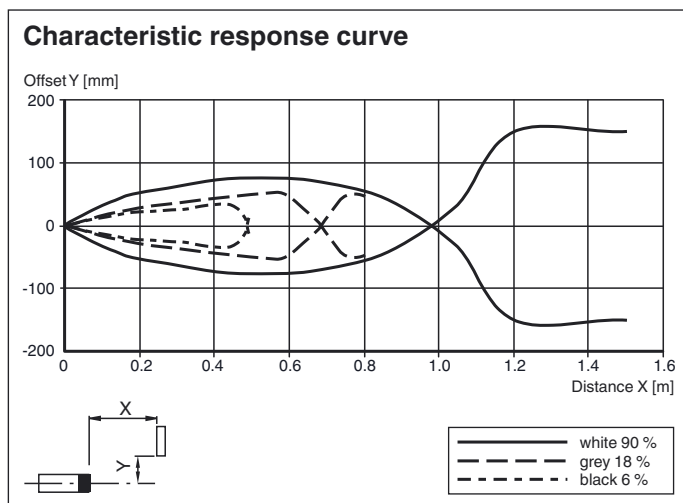 Characteristic response curve
Offset Y [mm]
200
100
0
-100
-200
0 0.2 0.4 0.6 0.8 1.0 1.2 1.4 1.6
Distance X [m]
X
Y
white 90 %
grey 18 %
black 6 %